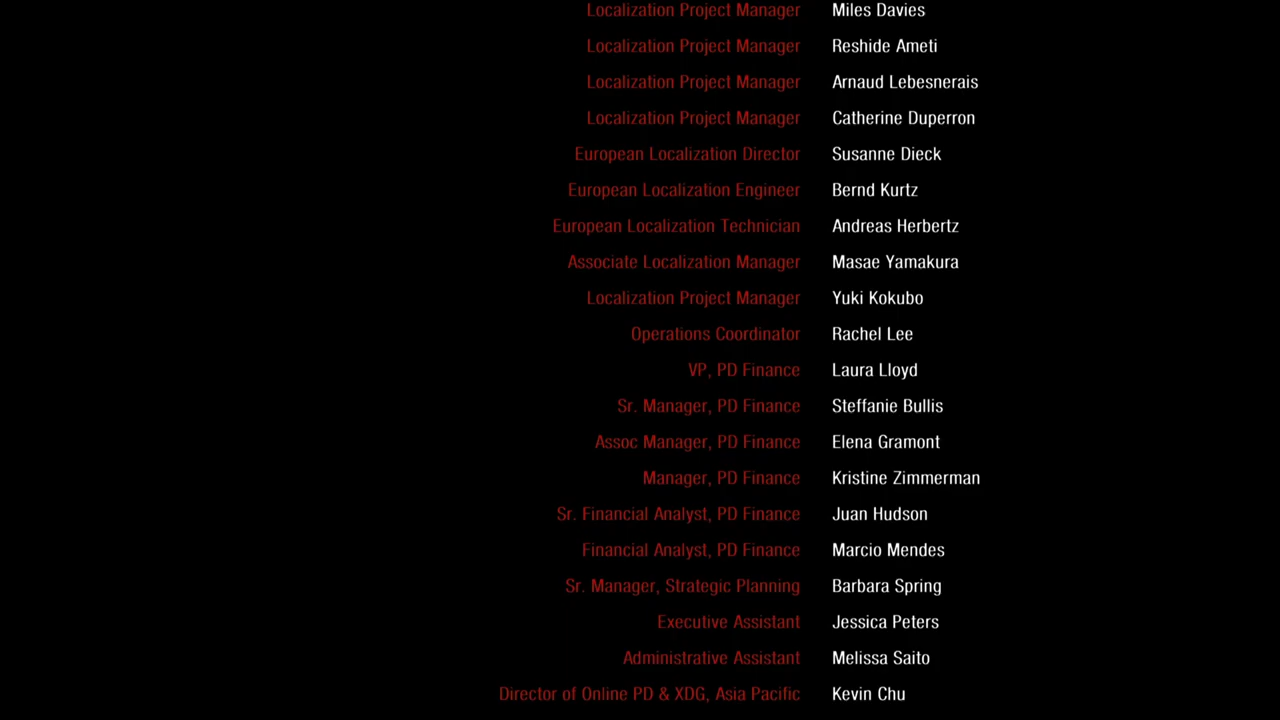 Localization Project Manager Miles Davies
Localization Project Manager Reshide Ameti
Localization Project Manager Arnaud Lebesnerais
Localization Project Manager Catherine Duperron
European Localization Director Susanne Dieck
European Localization Engineer Bernd Kurtz
European Localization Technician Andreas Herbertz
Associate Localization Manager Masae Yamakura
Localization Project Manager Yuki Kokubo
Operations Coordinator Rachel Lee
VP, PD Finance Laura Lloyd
Sr. Manager, PD Finance Steffanie Bullis
Assoc Manager, PD Finance Elena Gramont
Manager, PD Finance Kristine Zimmerman
Sr. Financial Analyst, PD Finance Juan Hudson
Financial Analyst, PD Finance Marcio Mendes
Sr. Manager, Strategic Planning Barbara Spring
Executive Assistant Jessica Peters
Administrative Assistant Melissa Saito
Director of Online PD & XDG, Asia Pacific Kevin Chu